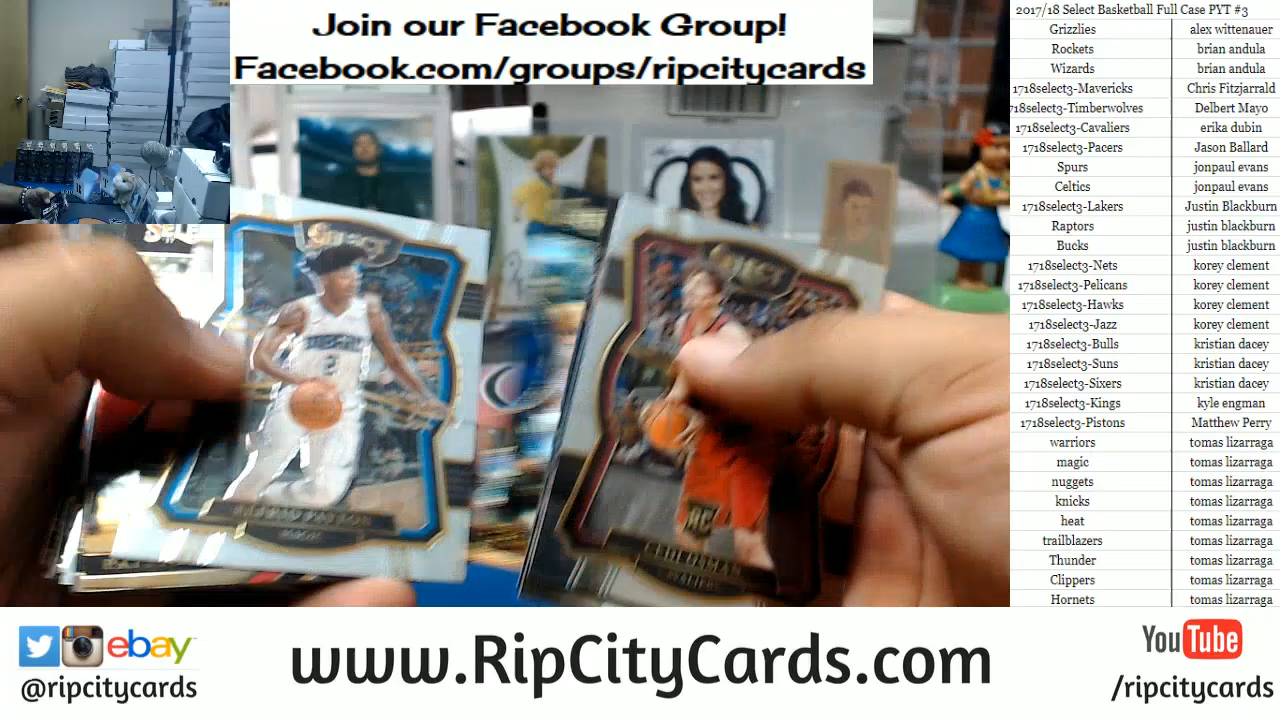 Join our Facebook Group!
Facebook.com/groups/ripcitycards
2017/18 Select Basketball Full Case PYT #3
Grizzlies alex wittenauer
Rockets brian andula
Wizards brian andula
1718select3-Mavericks Chris Fitzjarrald
718select3-Timberwolves Delbert Mayo
1718select3-Cavaliers erika dubin
1718select3-Pacers Jason Ballard
Spurs jonpaul evans
Celtics jonpaul evans
1718select3-Lakers Justin Blackburn
Raptors justin blackburn
Bucks justin blackburn
1718select3-Nets korey clement
1718select3-Pelicans korey clement
1718select3-Hawks korey clement
1718select3-Jazz korey clement
1718select3-Bulls kristian dacey
1718select3-Suns kristian dacey
1718select3-Sixers kristian dacey
1718select3-Kings kyle engman
1718select3-Pistons Matthew Perry
warriors tomas lizarraga
magic tomas lizarraga
nuggets tomas lizarraga
knicks tomas lizarraga
heat tomas lizarraga
trailblazers tomas lizarraga
Thunder tomas lizarraga
Clippers tomas lizarraga
Hornets tomas lizarraga
Select
Select
2
RC
ebay
@ripcitycards
www.RipCityCards.com
YouTube
/ripcitycards